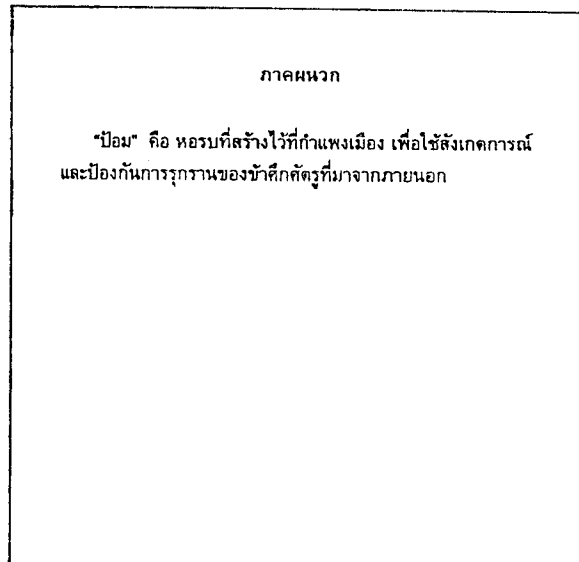 ภาคผนวก
"ป้อม" คือ หอรบที่สร้างไว้ที่กำแพงเมือง เพื่อใช้สังเกตการณ์
และป้องกันการรุกรานของข้าศึกศัตรูที่มาจากภายนอก